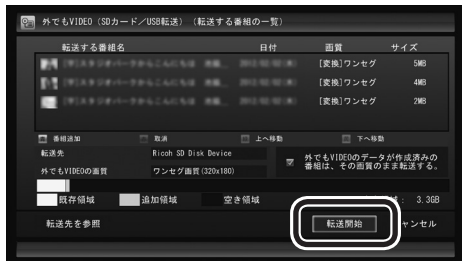 外でもVIDEO (SDカード/USB転送) (転送する番組の一覧)
転送する番組名 日付 画質 サイズ
[変換]ワンセグ 5MB
[変換]ワンセグ 4MB
[変換]ワンセグ 2MB
番組追加 取消 上へ移動 下へ移動
転送先 Ricoh SD Disk Device
外でもVIDEOの画質 ワンセグ画質(320x180)
外でもVIDEOのデータが作成済みの
番組は、その画質のまま転送する。
既存領域 追加領域 空き領域 : 3.3GB
転送先を参照 転送開始 ャンセル